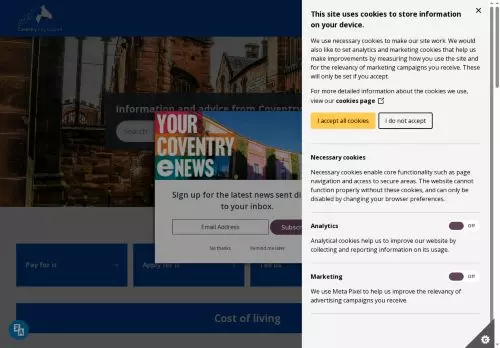 Coventry City Council
Information and advice from Coventry
Search
YOUR
COVENTRY
eNEWS
Sign up for the latest news sent di
to your inbox.
Email Address
Subsc
No thanks
Remind me later
Pay for it
Apply for it
Tell us
Cost of living
This site uses cookies to store information
on your device.
We use necessary cookies to make our site work. We would
also like to set analytics and marketing cookies that help us
make improvements by measuring how you use the site and
for the relevancy of marketing campaigns you receive. These
will only be set if you accept.
For more detailed information about the cookies we use,
view our cookies page
I accept all cookies
I do not accept
Necessary cookies
Necessary cookies enable core functionality such as page
navigation and access to secure areas. The website cannot
function properly without these cookies, and can only be
disabled by changing your browser preferences.
Analytics
Off
Analytical cookies help us to improve our website by
collecting and reporting information on its usage.
Marketing
Off
We use Meta Pixel to help us improve the relevancy of
advertising campaigns you receive.